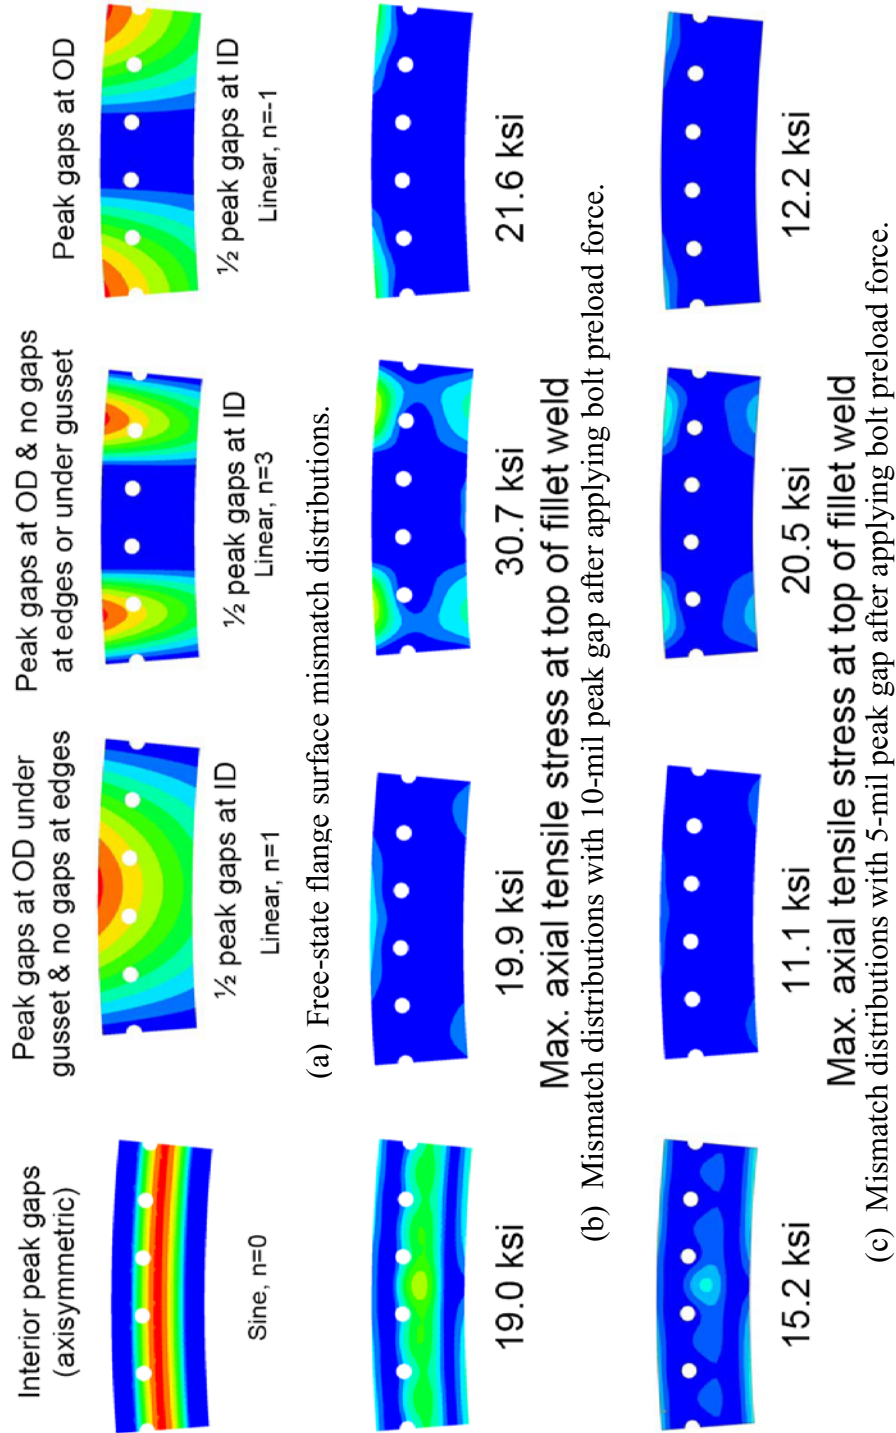 Interior peak gaps
(axisymmetric)
Peak gaps at OD under
gusset & no gaps at edges
Peak gaps at OD & no gaps
at edges or under gusset
Peak gaps at OD
Sine, n=0
½ peak gaps at ID
Linear, n=1
½ peak gaps at ID
Linear, n=3
½ peak gaps at ID
Linear, n=-1
(a) Free-state flange surface mismatch distributions.
19.0 ksi
19.9 ksi
30.7 ksi
21.6 ksi
Max. axial tensile stress at top of fillet weld
(b) Mismatch distributions with 10-mil peak gap after applying bolt preload force.
15.2 ksi
11.1 ksi
20.5 ksi
12.2 ksi
Max. axial tensile stress at top of fillet weld
(c) Mismatch distributions with 5-mil peak gap after applying bolt preload force.